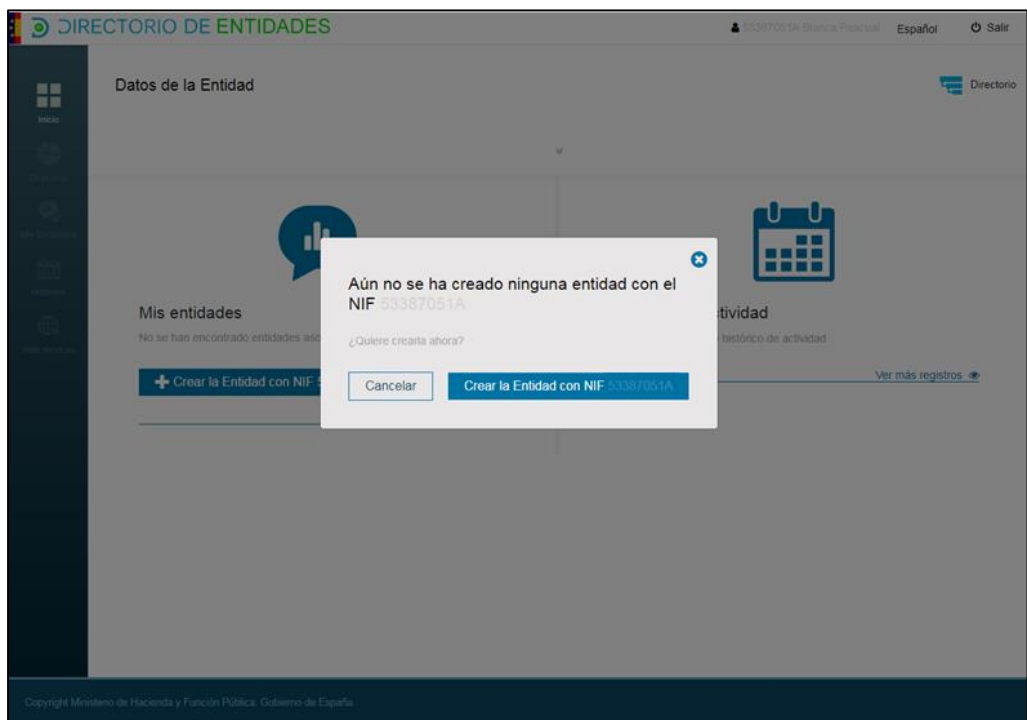 DIRECTORIO DE ENTIDADES
53387051A Blanca Pascual
Español
Salir
Datos de la Entidad
Directorio
Inicio
Aún no se ha creado ninguna entidad con el
NIF 53387051A
¿Quiere crearla ahora?
Cancelar
Crear la Entidad con NIF 53387051A
Mis entidades
No se han encontrado entidades aso
Crear la Entidad con NIF 5
tividad
histórico de actividad
Ver más registros
Copyright Ministerio de Hacienda y Función Pública. Gobierno de España.